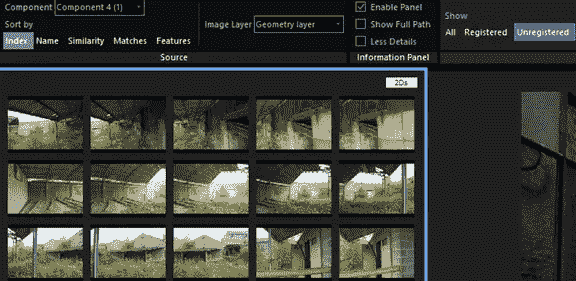 Component Component 4 (1)
Sort by
Index Name Similarity Matches Features
Source
Image Layer Geometry layer
Enable Panel
Show Full Path
Less Details
Information Panel
Show
All Registered Unregistered
2Ds